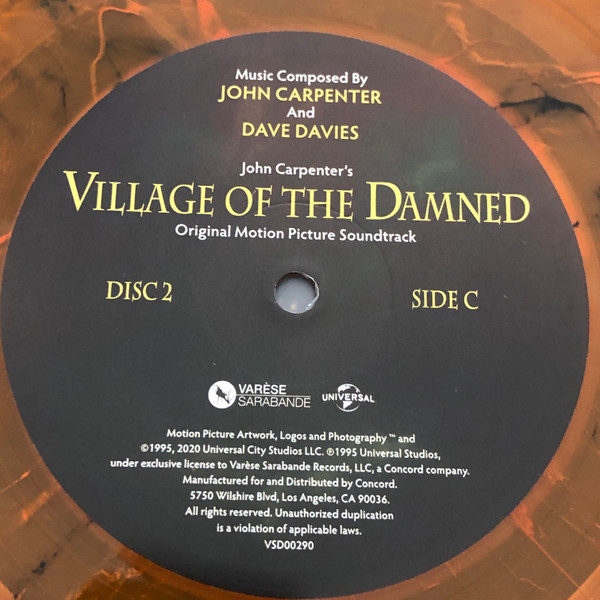 Music Composed By
JOHN CARPENTER
And
DAVE DAVIES
John Carpenter's
VILLAGE OF THE DAMNED
Original Motion Picture Soundtrack
DISC 2
SIDE C
VARÈSE
SARABANDE
UNIVERSAL
Motion Picture Artwork, Logos and Photography ™ and
©1995, 2020 Universal City Studios LLC. ℗1995 Universal Studios,
under exclusive license to Varèse Sarabande Records, LLC, a Concord company.
Manufactured for and Distributed by Concord.
5750 Wilshire Blvd, Los Angeles, CA 90036.
All rights reserved. Unauthorized duplication
is a violation of applicable laws.
VSD00290